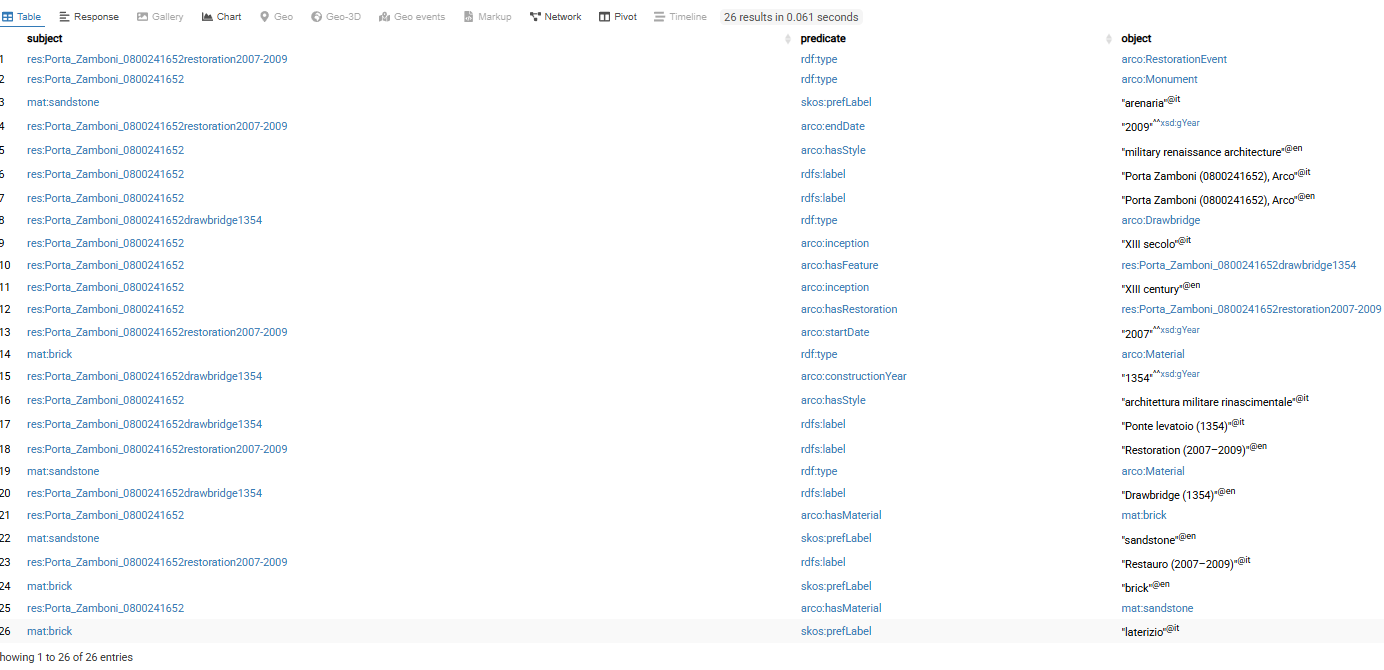 Table Response Gallery Chart Geo Geo-3D Geo events Markup Network Pivot Timeline 26 results in 0.061 seconds
subject predicate object
1 res:Porta_Zamboni_0800241652restoration2007-2009 rdf:type arco:RestorationEvent
2 res:Porta_Zamboni_0800241652 rdf:type arco:Monument
3 mat:sandstone skos:prefLabel "arenaria"@it
4 res:Porta_Zamboni_0800241652restoration2007-2009 arco:endDate "2009"^^xsd:gYear
5 res:Porta_Zamboni_0800241652 arco:hasStyle "military renaissance architecture"@en
6 res:Porta_Zamboni_0800241652 rdfs:label "Porta Zamboni (0800241652), Arco"@it
7 res:Porta_Zamboni_0800241652 rdfs:label "Porta Zamboni (0800241652), Arco"@en
8 res:Porta_Zamboni_0800241652drawbridge1354 rdf:type arco:Drawbridge
9 res:Porta_Zamboni_0800241652 arco:inception "XIII secolo"@it
10 res:Porta_Zamboni_0800241652 arco:hasFeature res:Porta_Zamboni_0800241652drawbridge1354
11 res:Porta_Zamboni_0800241652 arco:inception "XIII century"@en
12 res:Porta_Zamboni_0800241652 arco:hasRestoration res:Porta_Zamboni_0800241652restoration2007-2009
13 res:Porta_Zamboni_0800241652restoration2007-2009 arco:startDate "2007"^^xsd:gYear
14 mat:brick rdf:type arco:Material
15 res:Porta_Zamboni_0800241652drawbridge1354 arco:constructionYear "1354"^^xsd:gYear
16 res:Porta_Zamboni_0800241652 arco:hasStyle "architettura militare rinascimentale"@it
17 res:Porta_Zamboni_0800241652drawbridge1354 rdfs:label "Ponte levatoio (1354)"@it
18 res:Porta_Zamboni_0800241652restoration2007-2009 rdfs:label "Restoration (2007–2009)"@en
19 mat:sandstone rdf:type arco:Material
20 res:Porta_Zamboni_0800241652drawbridge1354 rdfs:label "Drawbridge (1354)"@en
21 res:Porta_Zamboni_0800241652 arco:hasMaterial mat:brick
22 mat:sandstone skos:prefLabel "sandstone"@en
23 res:Porta_Zamboni_0800241652restoration2007-2009 rdfs:label "Restauro (2007–2009)"@it
24 mat:brick skos:prefLabel "brick"@en
25 res:Porta_Zamboni_0800241652 arco:hasMaterial mat:sandstone
26 mat:brick skos:prefLabel "laterizio"@it
howing 1 to 26 of 26 entries